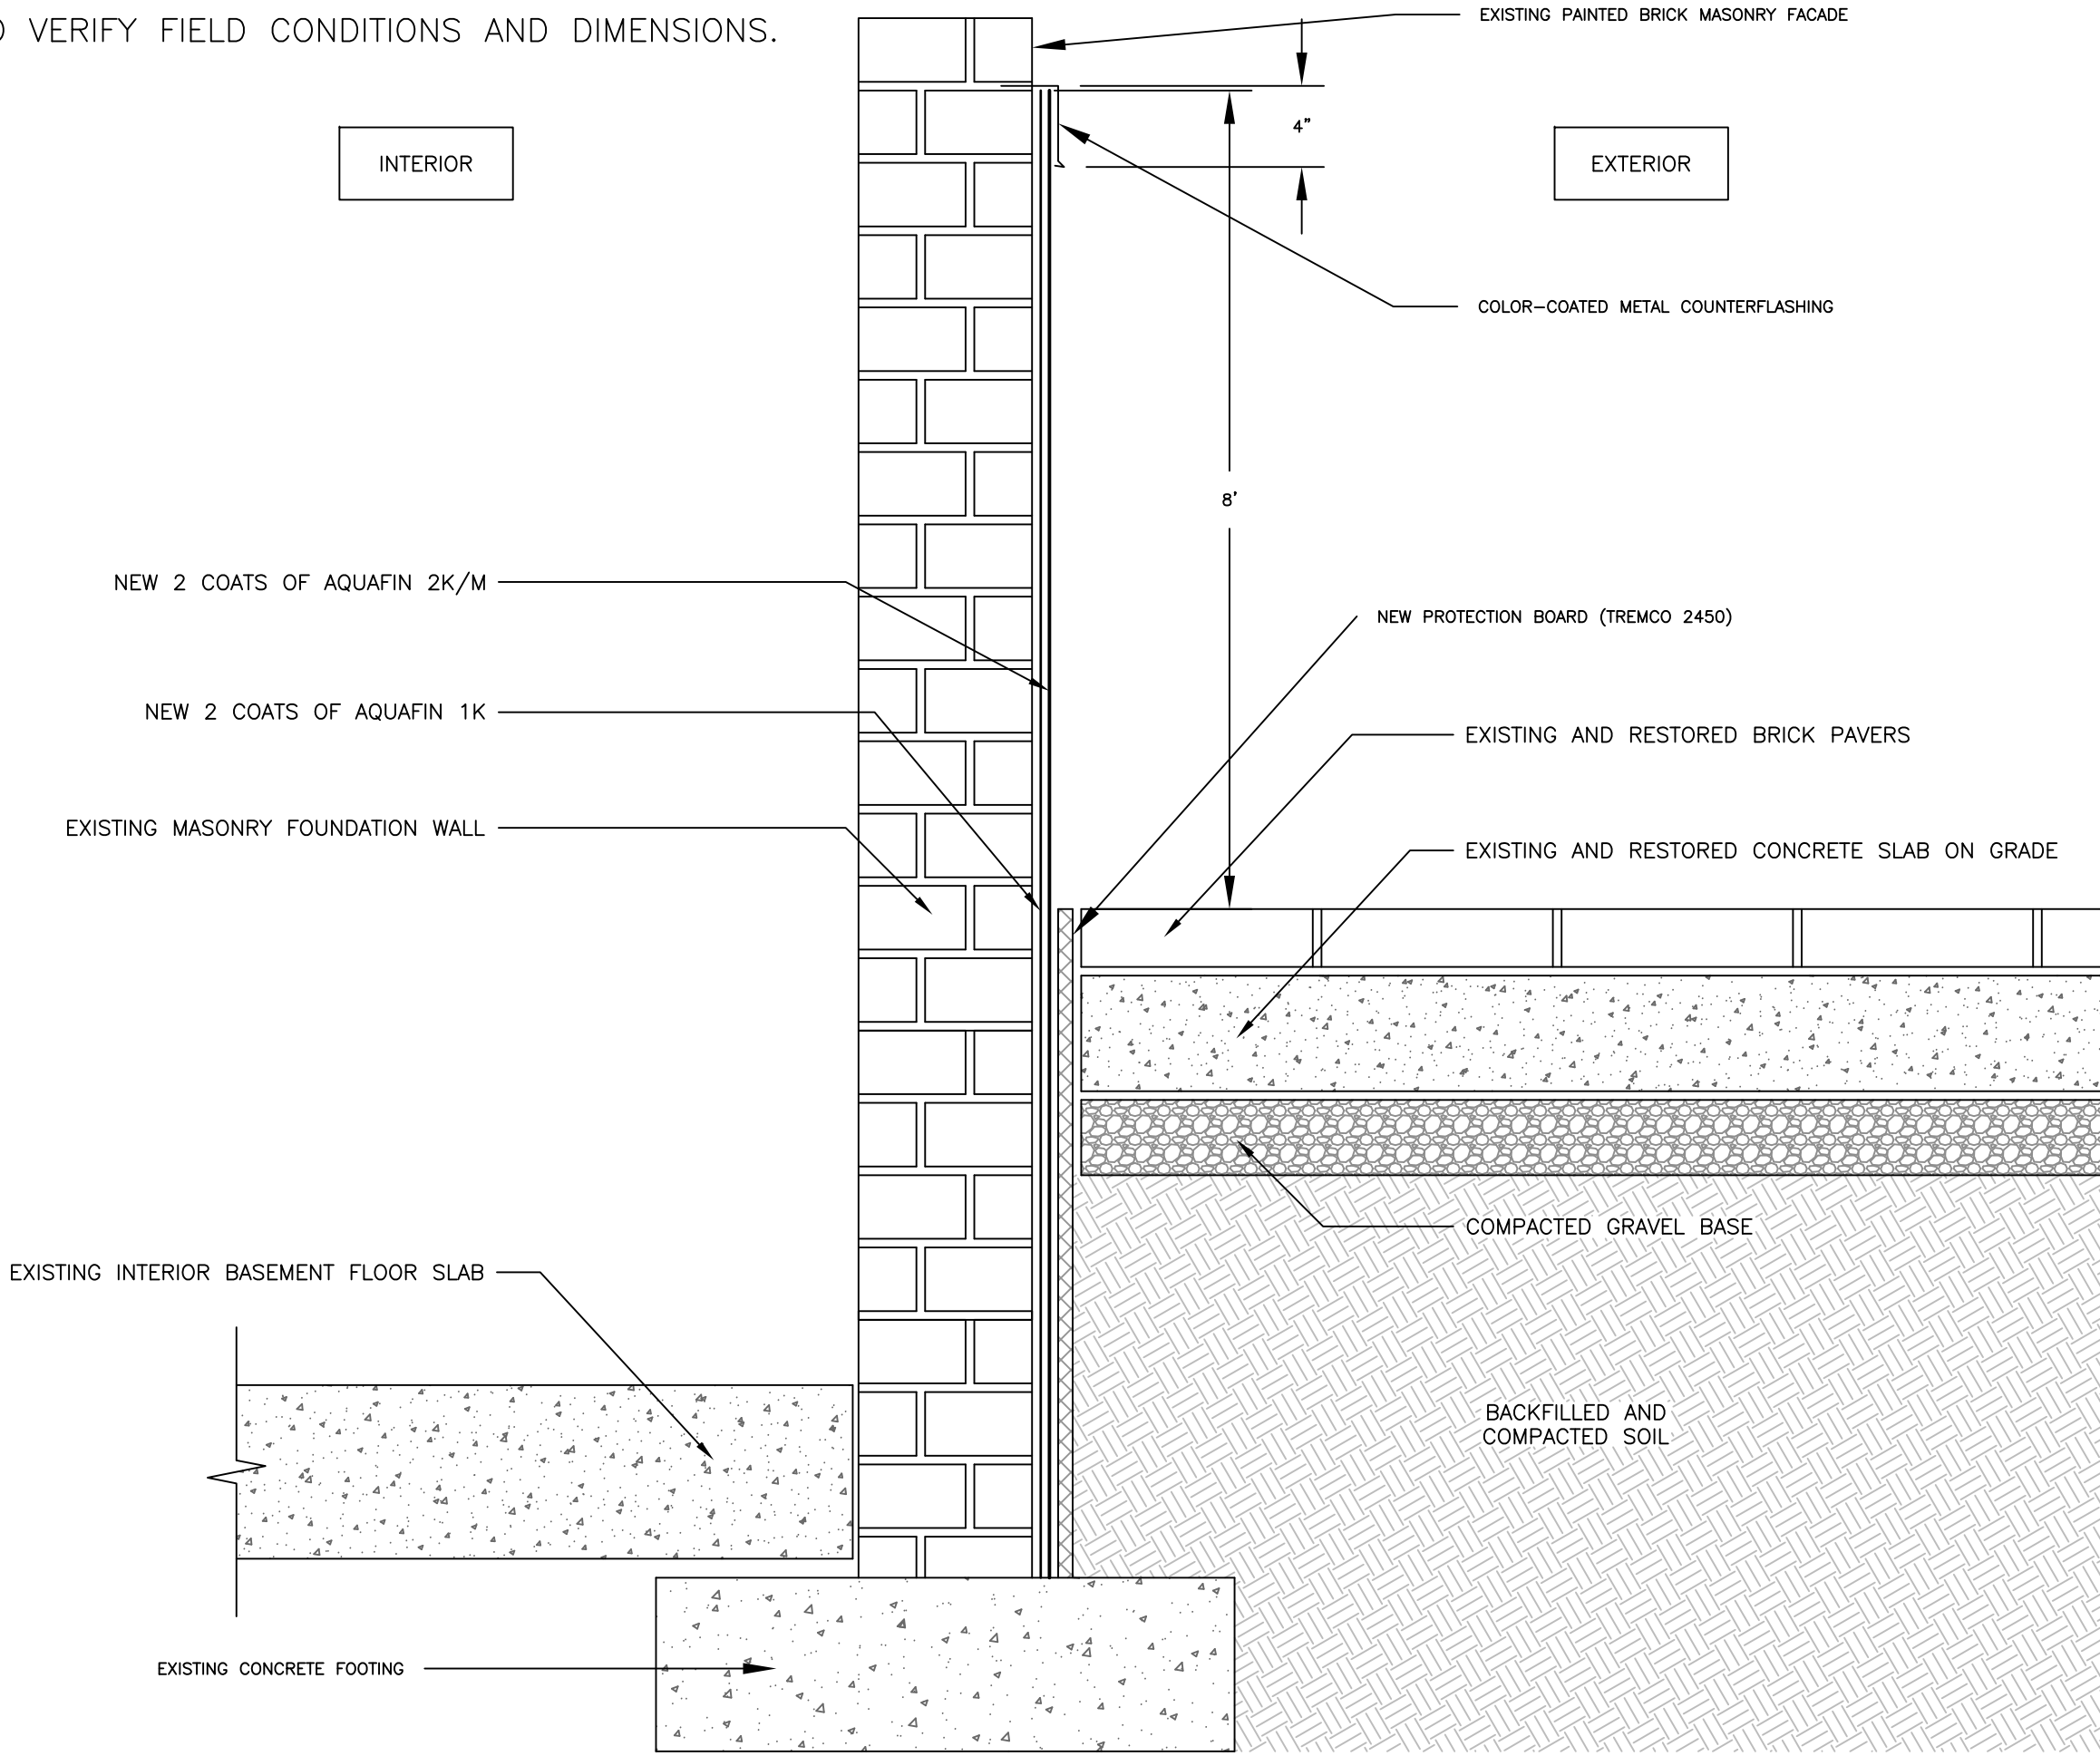 VERIFY FIELD CONDITIONS AND DIMENSIONS.
EXISTING PAINTED BRICK MASONRY FACADE
4"
INTERIOR
EXTERIOR
COLOR-COATED METAL COUNTERFLASHING
8'
NEW 2 COATS OF AQUAFIN 2K/M
NEW PROTECTION BOARD (TREMCO 2450)
NEW 2 COATS OF AQUAFIN 1K
EXISTING AND RESTORED BRICK PAVERS
EXISTING MASONRY FOUNDATION WALL
EXISTING AND RESTORED CONCRETE SLAB ON GRADE
COMPACTED GRAVEL BASE
EXISTING INTERIOR BASEMENT FLOOR SLAB
BACKFILLED AND
COMPACTED SOIL
EXISTING CONCRETE FOOTING